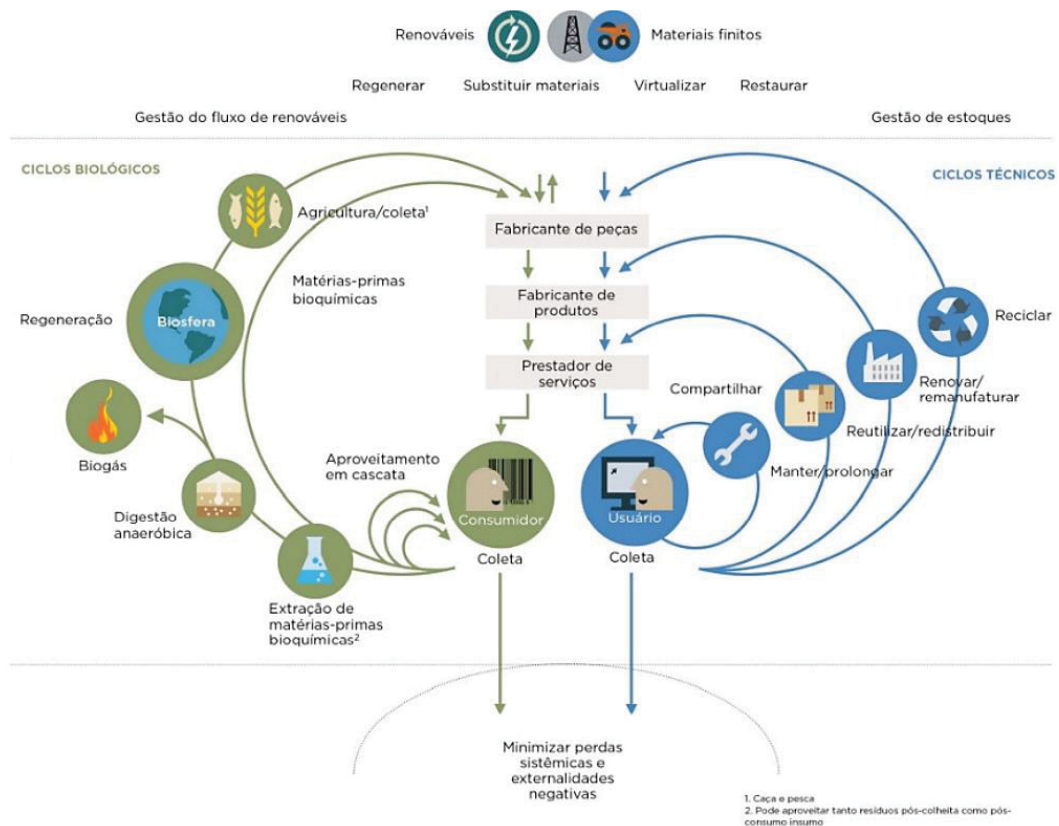 Renováveis
Materiais finitos
Regenerar
Substituir materiais
Virtualizar
Restaurar
Gestão do fluxo de renováveis
Gestão de estoques
CICLOS BIOLÓGICOS
CICLOS TÉCNICOS
Agricultura/coleta¹
Fabricante de peças
Matérias-primas
bioquímicas
Fabricante de
produtos
Regeneração
Biosfera
Reciclar
Prestador de
serviços
Compartilhar
Renovar/
remanufaturar
Reutilizar/redistribuir
Biogás
Aproveitamento
em cascata
Manter/prolongar
Digestão
anaeróbica
Consumidor
Usuário
Coleta
Coleta
Extração de
matérias-primas
bioquímicas²
Minimizar perdas
sistêmicas e
externalidades
negativas
1. Caça e pesca
2. Pode aproveitar tanto resíduos pós-colheita como pós-
consumo insumo